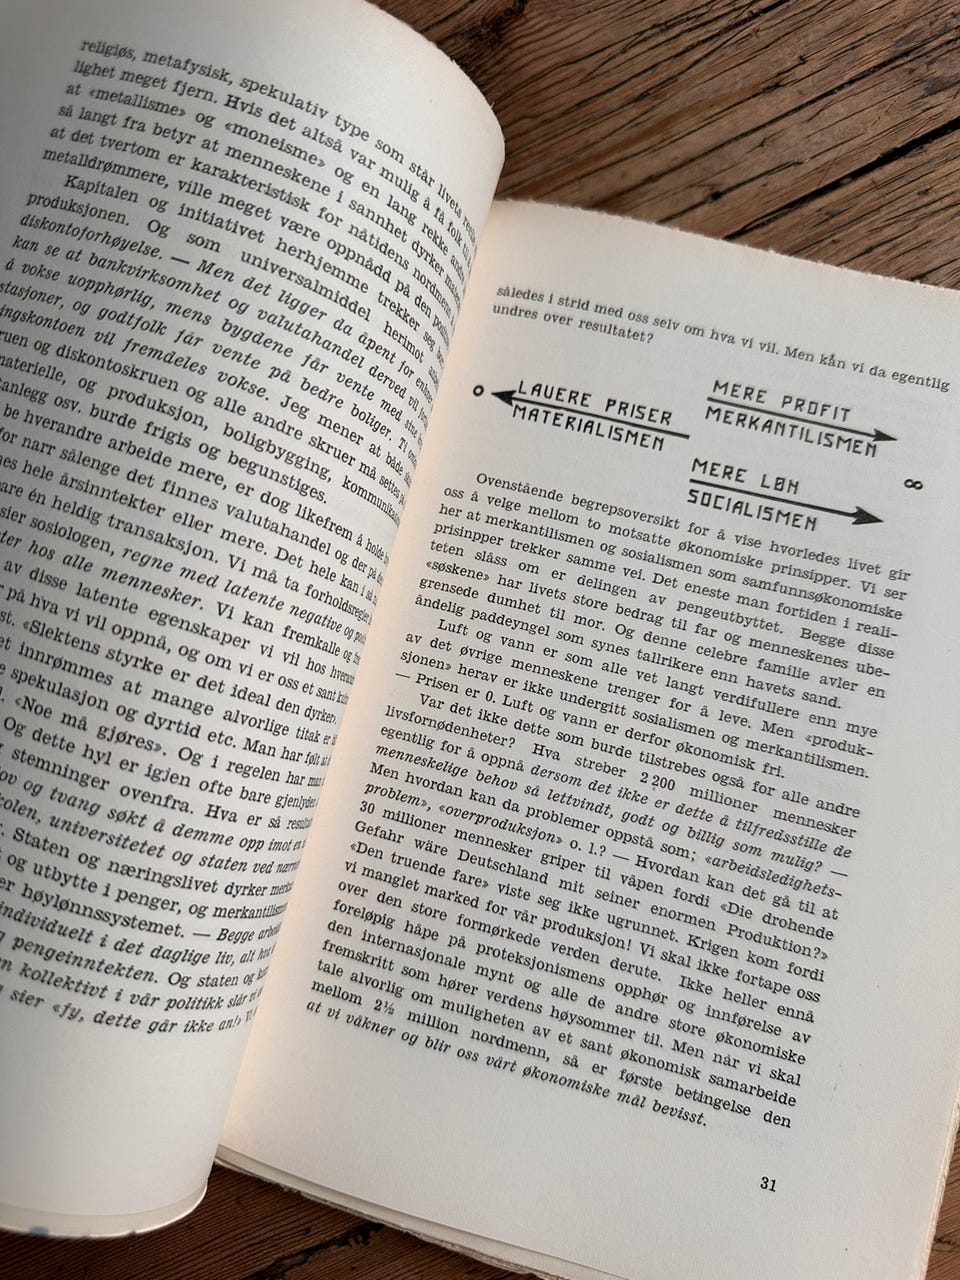 religiøs, metafysisk, spekulativ type som står livets
lighet meget fjern. Hvis det altså var mulig å få folk til
at «metallisme» og «moneisme» og en lang rekke andre
så langt fra betyr at menneskene i sannhet dyrker
at det tvertom er karakteristisk for nåtidens nordmenn
metalldrømmere, ville meget være oppnådd på den
Kapitalen og initiativet herhjemme trekker seg
produksjonen. Og som universalmiddel herimot
diskontoforhøyelse. — Men det ligger da åpent for enhver
kan se at bankvirksomhet og valutahandel derved vil
å vokse uopphørlig, mens bygdene får vente med sine
stasjoner, og godtfolk får vente på bedre boliger. Ti
ingskontoen vil fremdeles vokse. Jeg mener at både
ruen og diskontoskruen og alle andre skruer må settes på
materielle, og produksjon, boligbygging,
anlegg osv. burde frigis og begunstiges.
be hverandre arbeide mere, er dog likefrem å holde
for narr sålenge det finnes valutahandel og der på
nes hele årsinntekter eller mere. Det hele kan i
bare én heldig transaksjon. Vi må ta forholdsregler
sier sosiologen, regne med latente negative og
ter hos alle mennesker. Vi kan fremkalle og
av disse latente egenskaper vi vil hos
på hva vi vil oppnå, og om vi er oss et sant
st. «Slektens styrke er det ideal den dyrker»
et innrømmes at mange alvorlige tiltak er
spekulasjon og dyrtid etc. Man har følt
«Noe må gjøres». Og i regelen har man
Og dette hyl er igjen ofte bare
stemninger ovenfra. Hva er så
ov og tvang søkt å demme opp imot
kolen, universitetet og staten ved
Staten og næringslivet dyrker
og utbytte i penger, og
er høylønnssystemet. — Begge
individuelt i det daglige liv, alt
pengeinntekten. Og staten og
n kollektivt i vår politikk slår vi
sier «fy, dette går ikke an!»
således i strid med oss selv om hva vi vil. Men kån vi da egentlig
undres over resultatet?
0 LAVERE PRISER
MATERIALISMEN
MERE PROFIT
MERKANTILISMEN
∞
MERE LØN
SOCIALISMEN
Ovenstående begrepsoversikt for å vise hvorledes livet gir
oss å velge mellom to motsatte økonomiske prinsipper. Vi ser
her at merkantilismen og sosialismen som samfunnsøkonomiske
prisinpper trekker samme vei. Det eneste man fortiden i reali-
teten slåss om er delingen av pengeutbyttet. Begge disse
«søskene» har livets store bedrag til far og menneskenes ube-
grensede dumhet til mor. Og denne celebre familie avler en
åndelig paddeyngel som synes tallrikere enn havets sand.
Luft og vann er som alle vet langt verdifullere enn mye
av det øvrige menneskene trenger for å leve. Men «produk-
sjonen» herav er ikke undergitt sosialismen og merkantilismen.
— Prisen er 0. Luft og vann er derfor økonomisk fri.
Var det ikke dette som burde tilstrebes også for alle andre
livsfornødenheter? Hva streber 2 200 millioner mennesker
egentlig for å oppnå dersom det ikke er dette å tilfredsstille de
menneskelige behov så lettvindt, godt og billig som mulig? —
Men hvordan kan da problemer oppstå som; «arbeidsledighets-
problem», «overproduksjon» o. l.? — Hvordan kan det gå til at
30 millioner mennesker griper til våpen fordi «Die drohende
Gefahr wäre Deutschland mit seiner enormen Produktion?»
«Den truende fare» viste seg ikke ugrunnet. Krigen kom fordi
vi manglet marked for vår produksjon! Vi skal ikke fortape oss
over den store formørkede verden derute. Ikke heller ennå
foreløpig håpe på proteksjonismens opphør og innførelse av
den internasjonale mynt og alle de andre store økonomiske
fremskritt som hører verdens høysommer til. Men når vi skal
tale alvorlig om muligheten av et sant økonomisk samarbeide
mellom 2½ million nordmenn, så er første betingelse den
at vi våkner og blir oss vårt økonomiske mål bevisst.
31